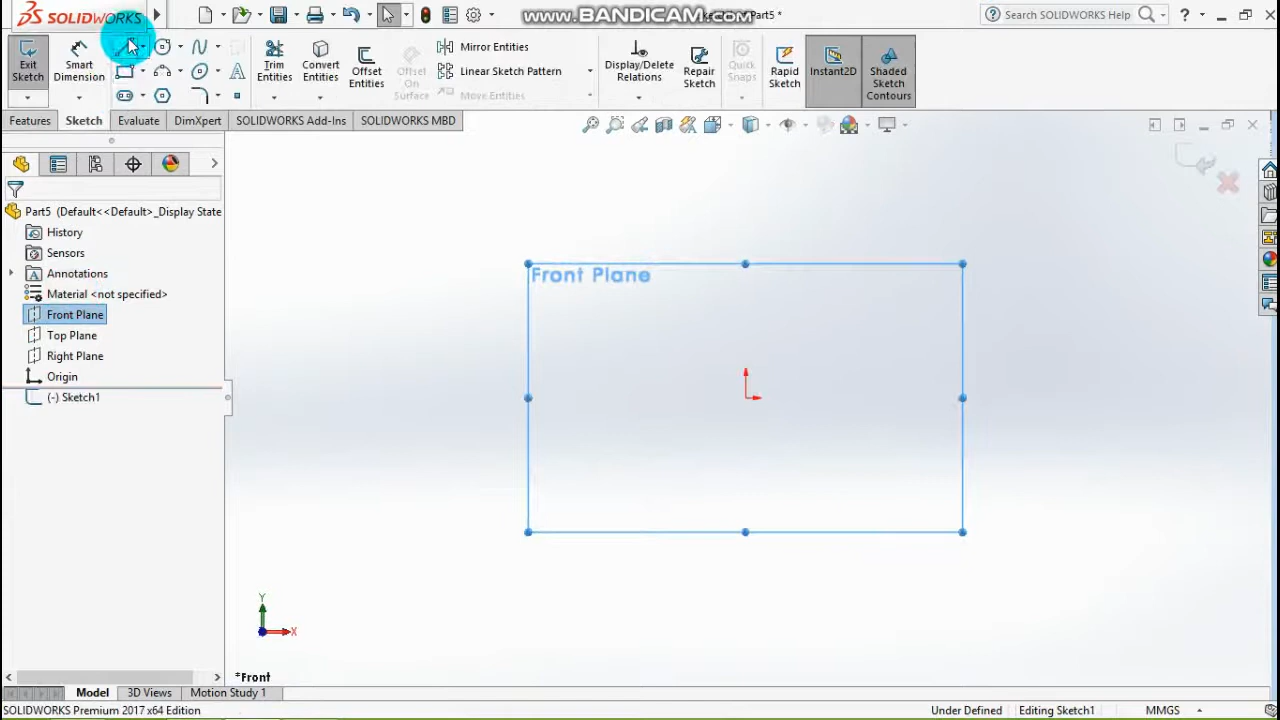 SOLIDWORKS
www.BANDICAM.com
Part5 *
Search SOLIDWORKS Help
?
Exit Sketch
Smart Dimension
Trim Entities
Convert Entities
Offset Entities
Offset On Surface
Mirror Entities
Linear Sketch Pattern
Move Entities
Display/Delete Relations
Repair Sketch
Quick Snaps
Rapid Sketch
Instant2D
Shaded Sketch Contours
Features
Sketch
Evaluate
DimXpert
SOLIDWORKS Add-Ins
SOLIDWORKS MBD
Part5 (Default<<Default>_Display State
History
Sensors
Annotations
Material <not specified>
Front Plane
Top Plane
Right Plane
Origin
(-) Sketch1
Front Plane
Y
X
*Front
Model
3D Views
Motion Study 1
SOLIDWORKS Premium 2017 x64 Edition
Under Defined
Editing Sketch1
MMGS